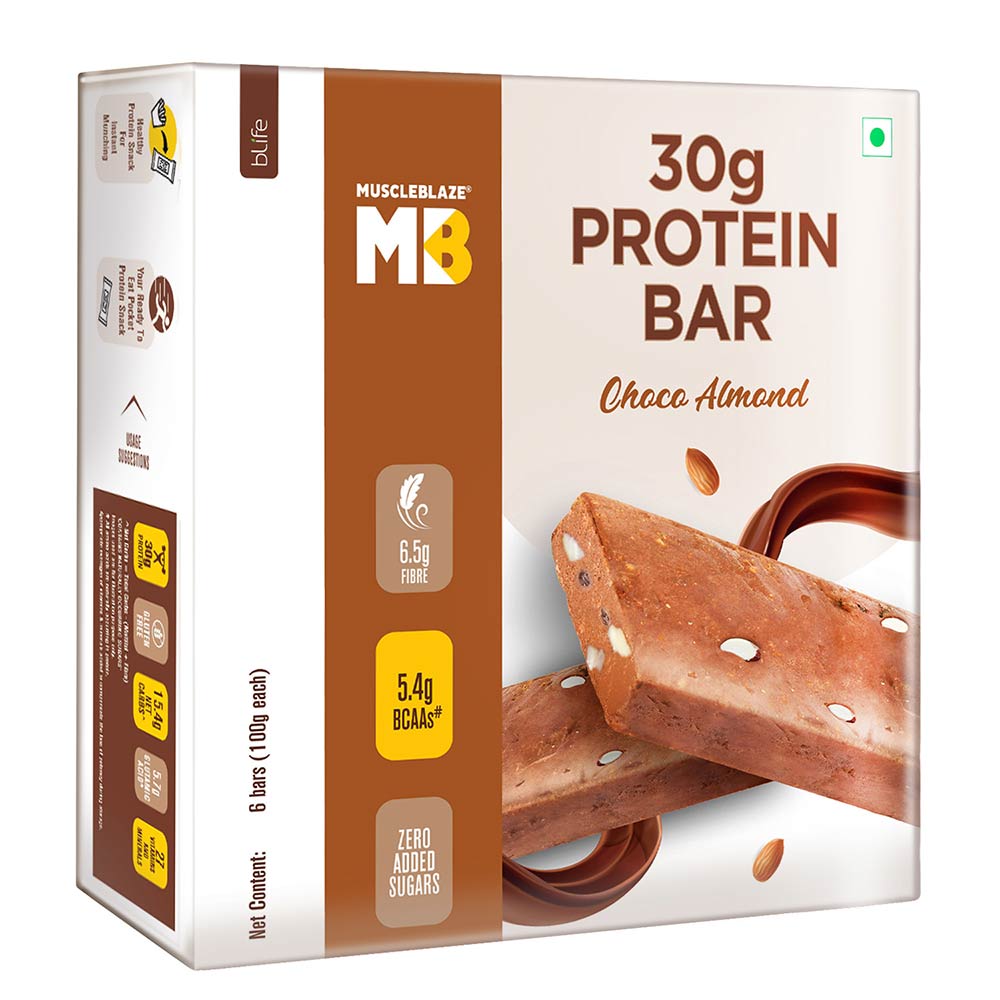 Healthy
Protein Snack
For
Instant
Munching
Your Ready To
Eat Pocket
Protein Snack
USAGE
SUGGESTIONS
30g
PROTEIN
GLUTEN
FREE
15.4g
NET
CARBS^
5.7g
GLUTAMIC
ACID#
27
VITAMINS
AND
MINERALS
bLife
Net Content: 6 bars (100g each)
MUSCLEBLAZE®
MB
6.5g
FIBRE
5.4g
BCAAs#
ZERO
ADDED
SUGARS
30g
PROTEIN
BAR
Choco Almond